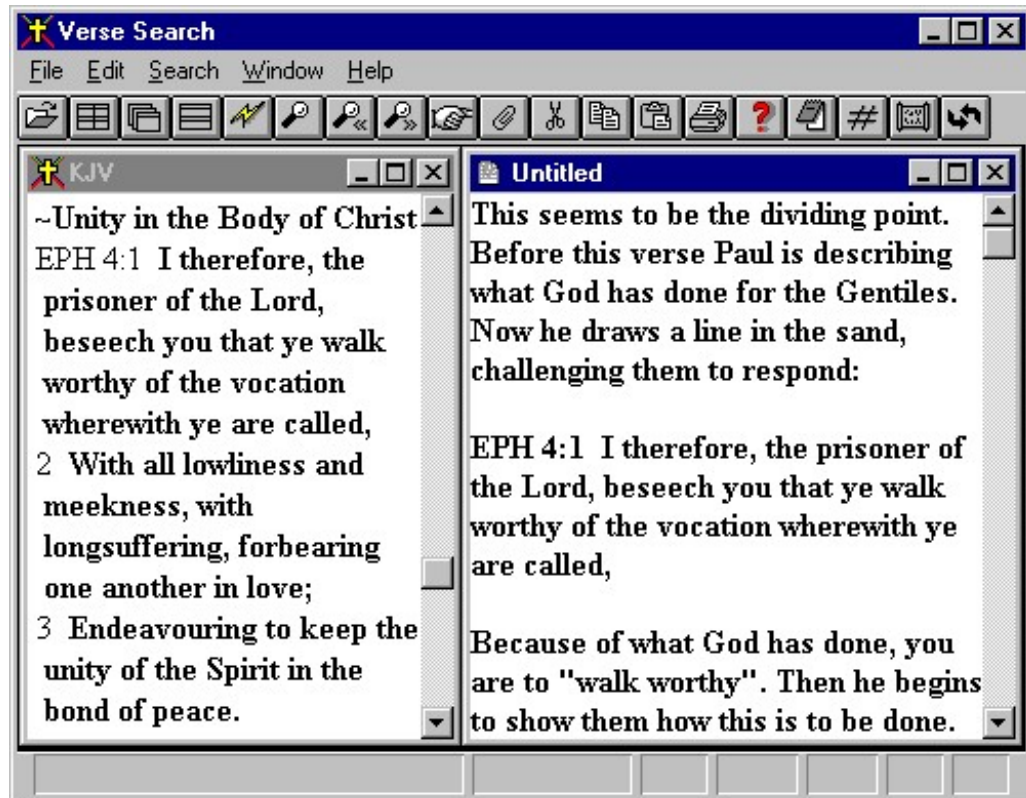 Verse Search
File Edit Search Window Help
KJV
~Unity in the Body of Christ
EPH 4:1 I therefore, the
prisoner of the Lord,
beseech you that ye walk
worthy of the vocation
wherewith ye are called,
2 With all lowliness and
meekness, with
longsuffering, forbearing
one another in love;
3 Endeavouring to keep the
unity of the Spirit in the
bond of peace.
Untitled
This seems to be the dividing point.
Before this verse Paul is describing
what God has done for the Gentiles.
Now he draws a line in the sand,
challenging them to respond:
EPH 4:1 I therefore, the prisoner of
the Lord, beseech you that ye walk
worthy of the vocation wherewith ye
are called,
Because of what God has done, you
are to "walk worthy". Then he begins
to show them how this is to be done.